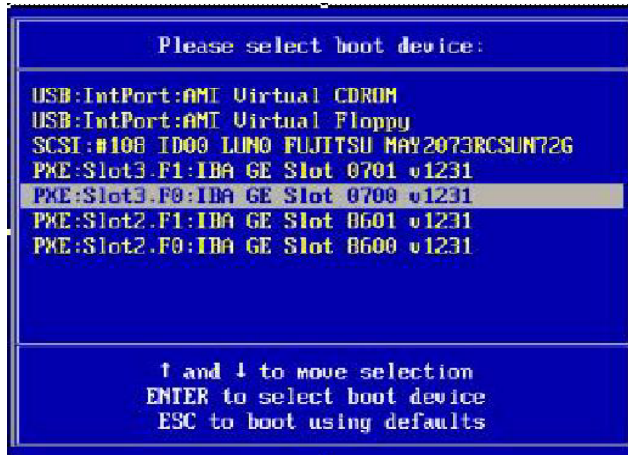 Please select boot device:
USB:IntPort:AMI Virtual CDROM
USB:IntPort:AMI Virtual Floppy
SCSI:#100 ID00 LUN0 FUJITSU MAY2073RCSUN72G
PXE:Slot3.F1:IBA GE Slot 0701 v1231
PXE:Slot3.F0:IBA GE Slot 0700 v1231
PXE:Slot2.F1:IBA GE Slot 8601 v1231
PXE:Slot2.F0:IBA GE Slot 8600 v1231
↑ and ↓ to move selection
ENTER to select boot device
ESC to boot using defaults